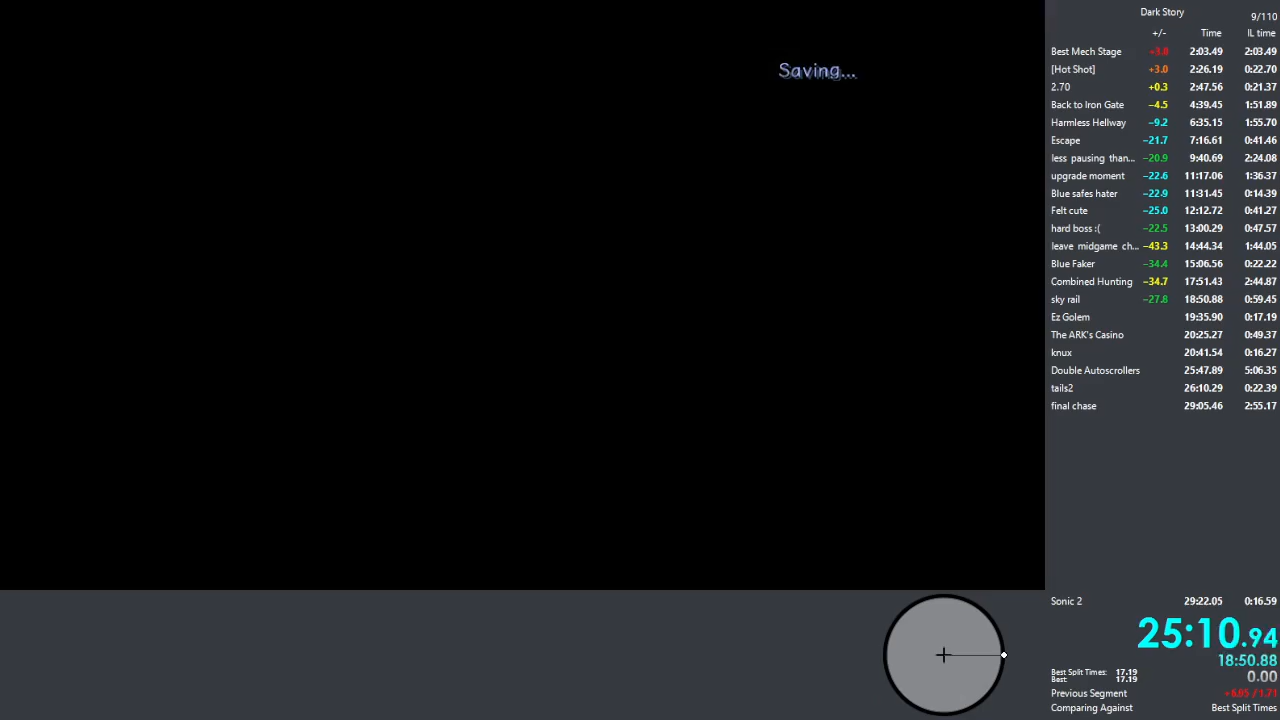 Saving...
Dark Story
9/110
+/- Time IL time
Best Mech Stage +3.0 2:03.49 2:03.49
[Hot Shot] +3.0 2:26.19 0:22.70
2.70 +0.3 2:47.56 0:21.37
Back to Iron Gate −4.5 4:39.45 1:51.89
Harmless Hellway −9.2 6:35.15 1:55.70
Escape −21.7 7:16.61 0:41.46
less pausing than... −20.9 9:40.69 2:24.08
upgrade moment −22.6 11:17.06 1:36.37
Blue safes hater −22.9 11:31.45 0:14.39
Felt cute −25.0 12:12.72 0:41.27
hard boss :( −22.5 13:00.29 0:47.57
leave midgame ch... −43.3 14:44.34 1:44.05
Blue Faker −34.4 15:06.56 0:22.22
Combined Hunting −34.7 17:51.43 2:44.87
sky rail −27.8 18:50.88 0:59.45
Ez Golem 19:35.90 0:17.19
The ARK's Casino 20:25.27 0:49.37
knux 20:41.54 0:16.27
Double Autoscrollers 25:47.89 5:06.35
tails2 26:10.29 0:22.39
final chase 29:05.46 2:55.17
Sonic 2 29:22.05 0:16.59
25:10.94
18:50.88
Best Split Times: 17.19
Best: 17.19
0.00
Previous Segment +6.95 / 1.71
Comparing Against Best Split Times